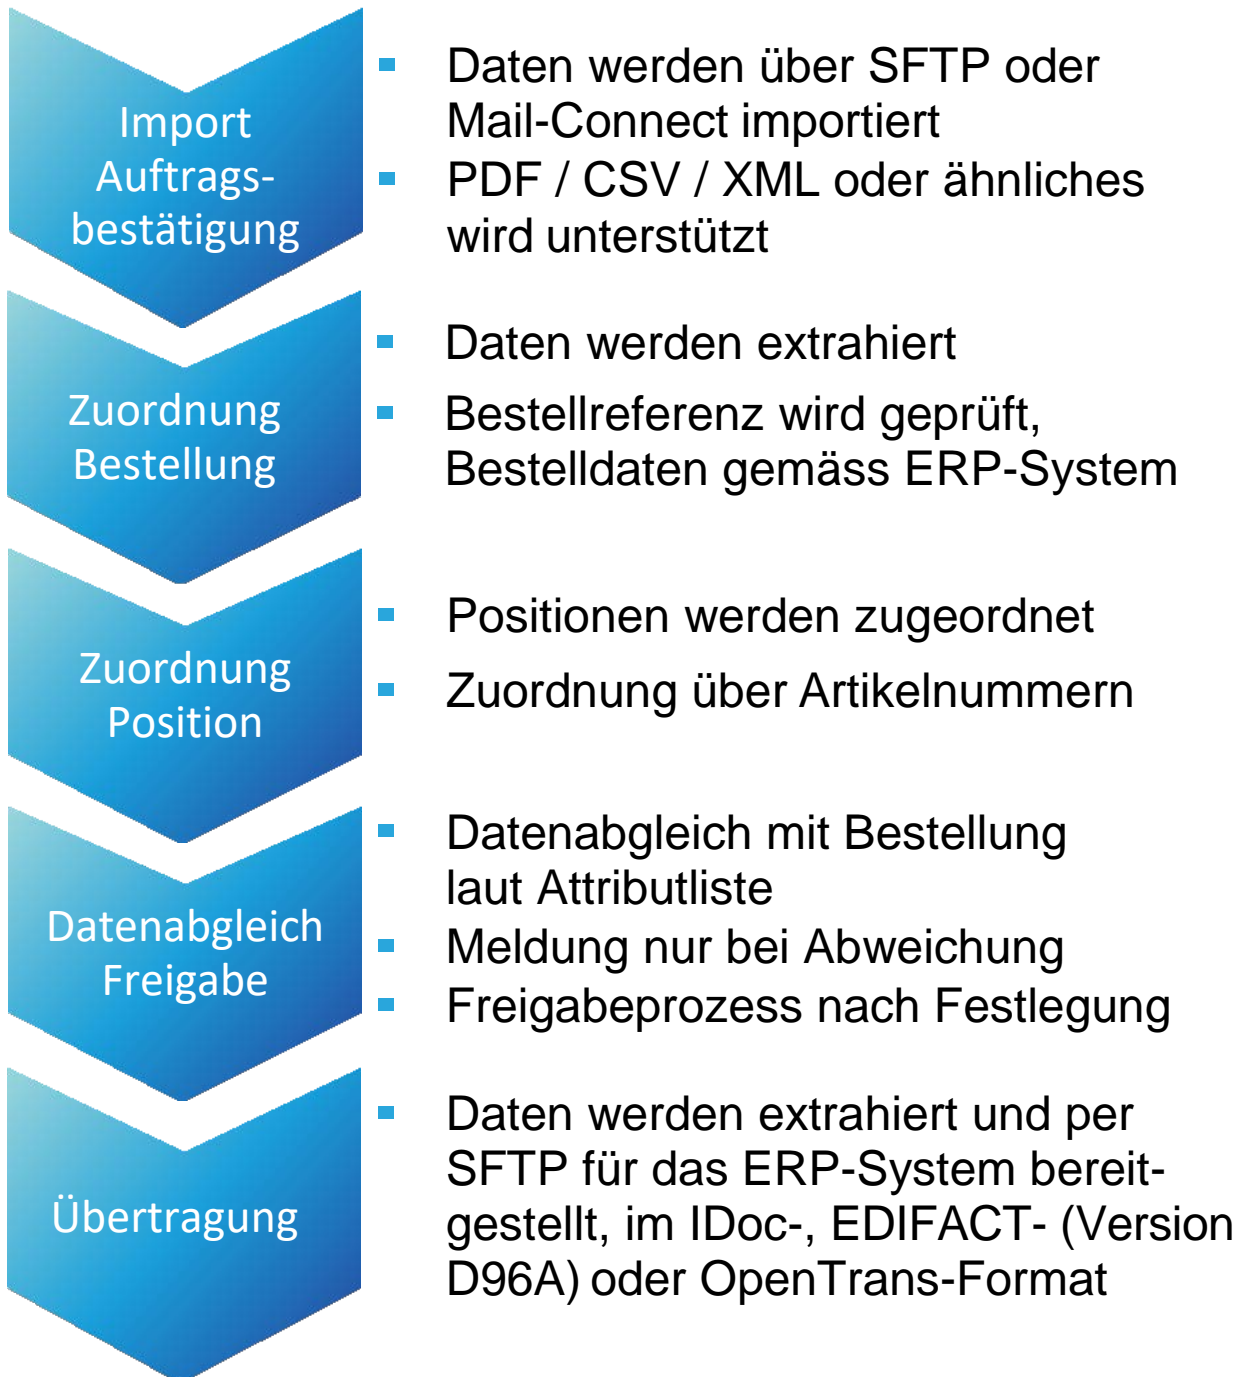 Import
Auftrags-
bestätigung
Daten werden über SFTP oder
Mail-Connect importiert
PDF / CSV / XML oder ähnliches
wird unterstützt
Zuordnung
Bestellung
Daten werden extrahiert
Bestellreferenz wird geprüft,
Bestelldaten gemäss ERP-System
Zuordnung
Position
Positionen werden zugeordnet
Zuordnung über Artikelnummern
Datenabgleich
Freigabe
Datenabgleich mit Bestellung
laut Attributliste
Meldung nur bei Abweichung
Freigabeprozess nach Festlegung
Übertragung
Daten werden extrahiert und per
SFTP für das ERP-System bereit-
gestellt, im IDoc-, EDIFACT- (Version
D96A) oder OpenTrans-Format